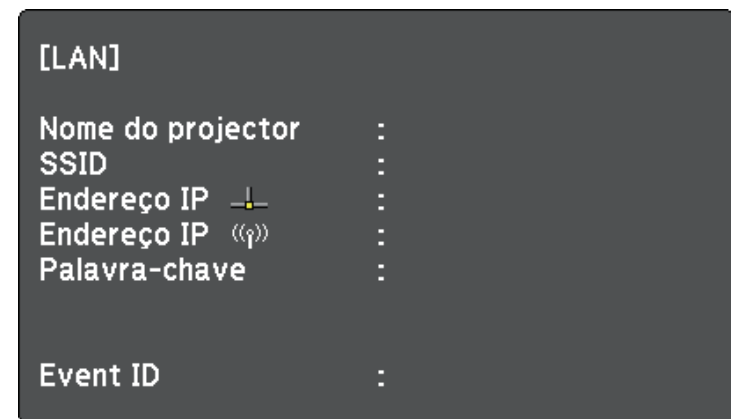 [LAN]
Nome do projector :
SSID :
Endereço IP :
Endereço IP :
Palavra-chave :
Event ID :